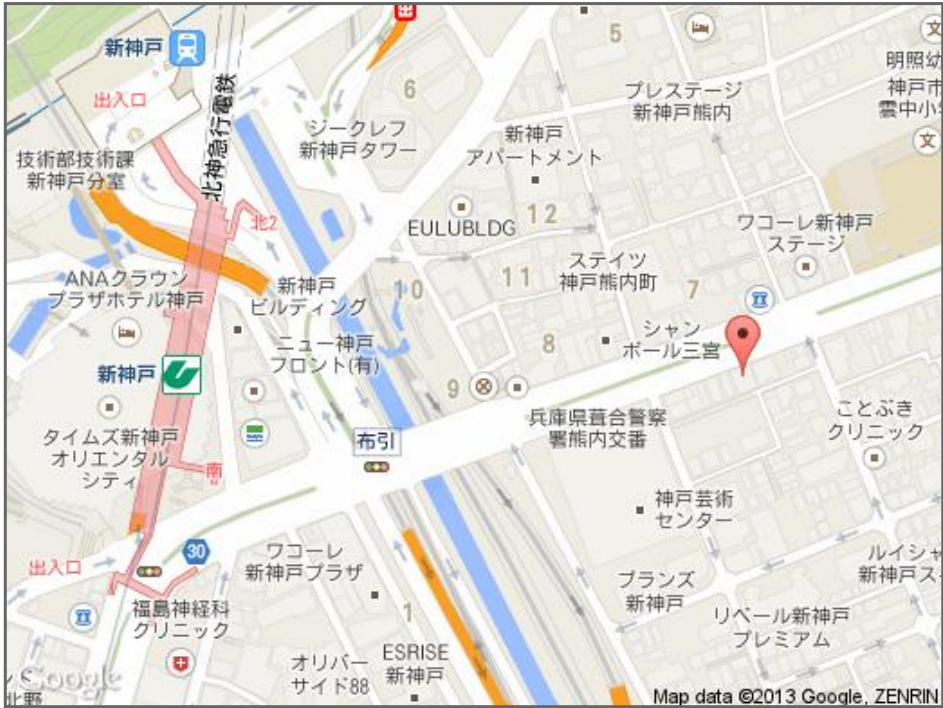 新神戸
出入口
技術部技術課
新神戸分室
北神急行電鉄
北2
ジークレフ
新神戸タワー
6
5
プレステージ
新神戸熊内
新神戸
アパートメント
明照幼
神戸市
雲中小
文
文
EULUBLDG
12
ワコーレ新神戸
ステージ
ANAクラウン
プラザホテル神戸
新神戸
ビルディング
10
11
ステイツ
神戸熊内町
7
ニュー神戸
フロント(有)
8
シャン
ボール三宮
新神戸
9
タイムズ新神戸
オリエンタル
シティ
南
布引
兵庫県葺合警察
署熊内交番
ことぶき
クリニック
神戸芸術
センター
30
出入口
ワコーレ
新神戸プラザ
ブランズ
新神戸
ルイシャ
新神戸ス
福島神経科
クリニック
1
リベール新神戸
プレミアム
オリバー
サイド88
ESRISE
新神戸
Google
北野
Map data ©2013 Google, ZENRIN